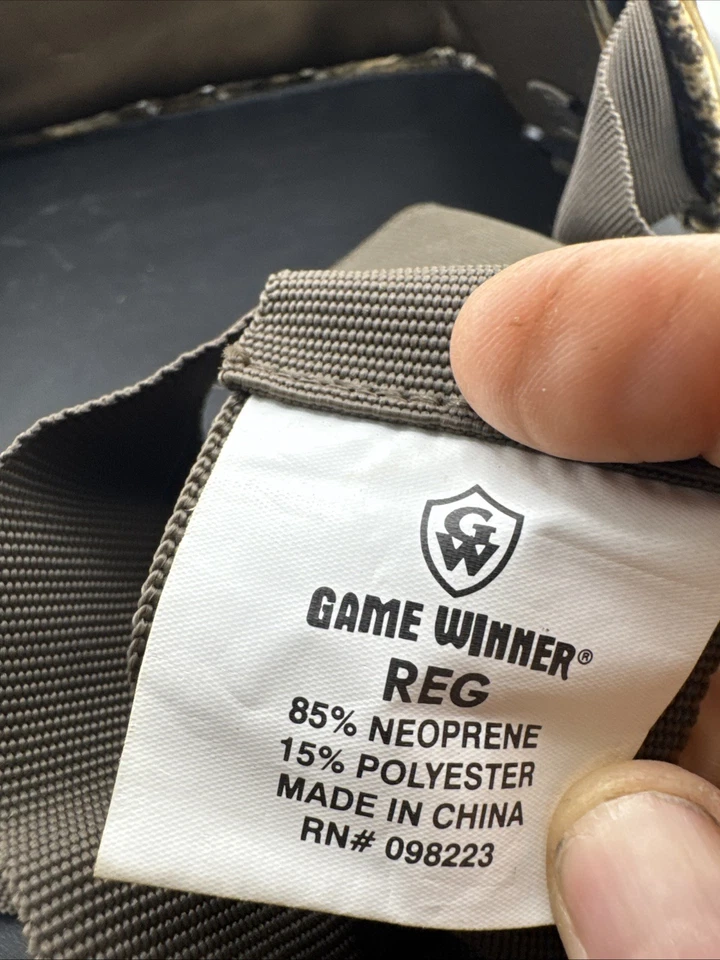 GW
GAME WINNER®
REG
85% NEOPRENE
15% POLYESTER
MADE IN CHINA
RN# 098223